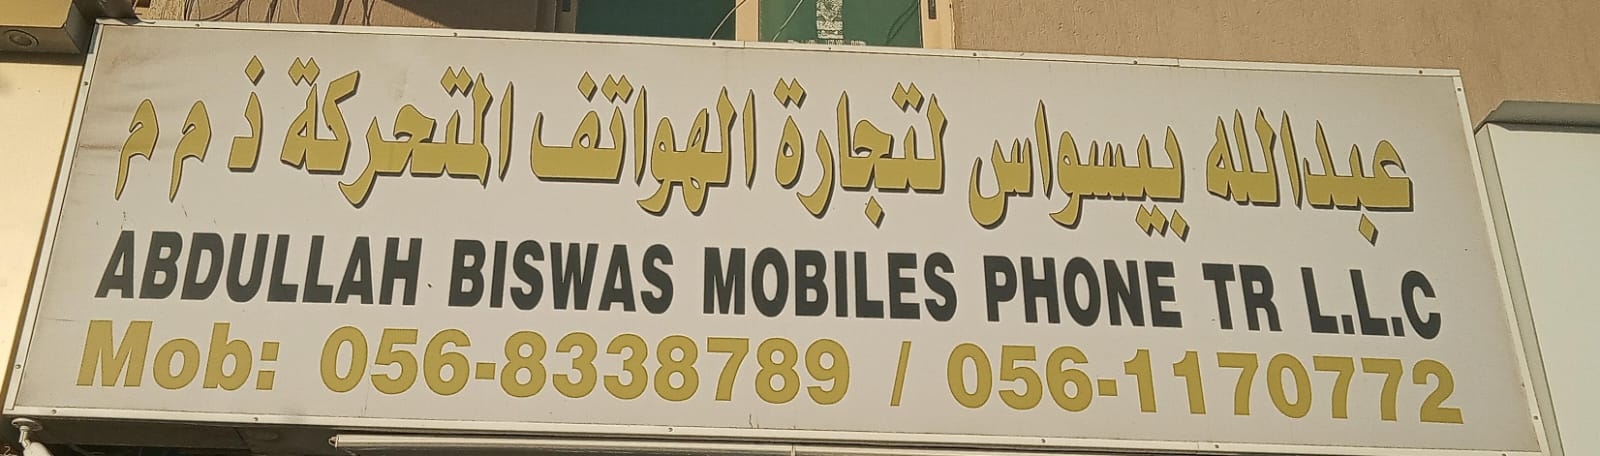 عبدالله بيسواس لتجارة الهواتف المتحركة ذ م م
ABDULLAH BISWAS MOBILES PHONE TR L.L.C
Mob: 056-8338789 / 056-1170772